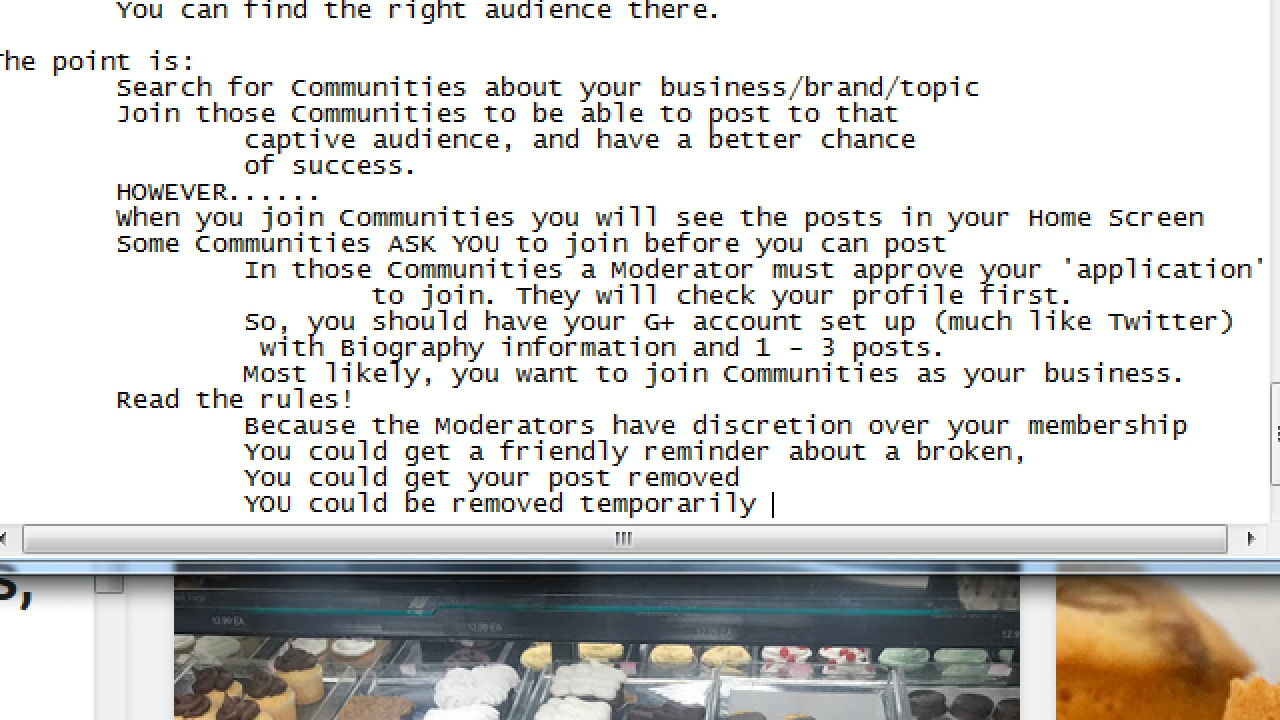 You can find the right audience there.
The point is:
Search for Communities about your business/brand/topic
Join those Communities to be able to post to that
captive audience, and have a better chance
of success.
HOWEVER......
When you join Communities you will see the posts in your Home Screen
Some Communities ASK YOU to join before you can post
In those Communities a Moderator must approve your 'application'
to join. They will check your profile first.
So, you should have your G+ account set up (much like Twitter)
with Biography information and 1 - 3 posts.
Most likely, you want to join Communities as your business.
Read the rules!
Because the Moderators have discretion over your membership
You could get a friendly reminder about a broken,
You could get your post removed
YOU could be removed temporarily
s,
12.99 EA
12.99 EA